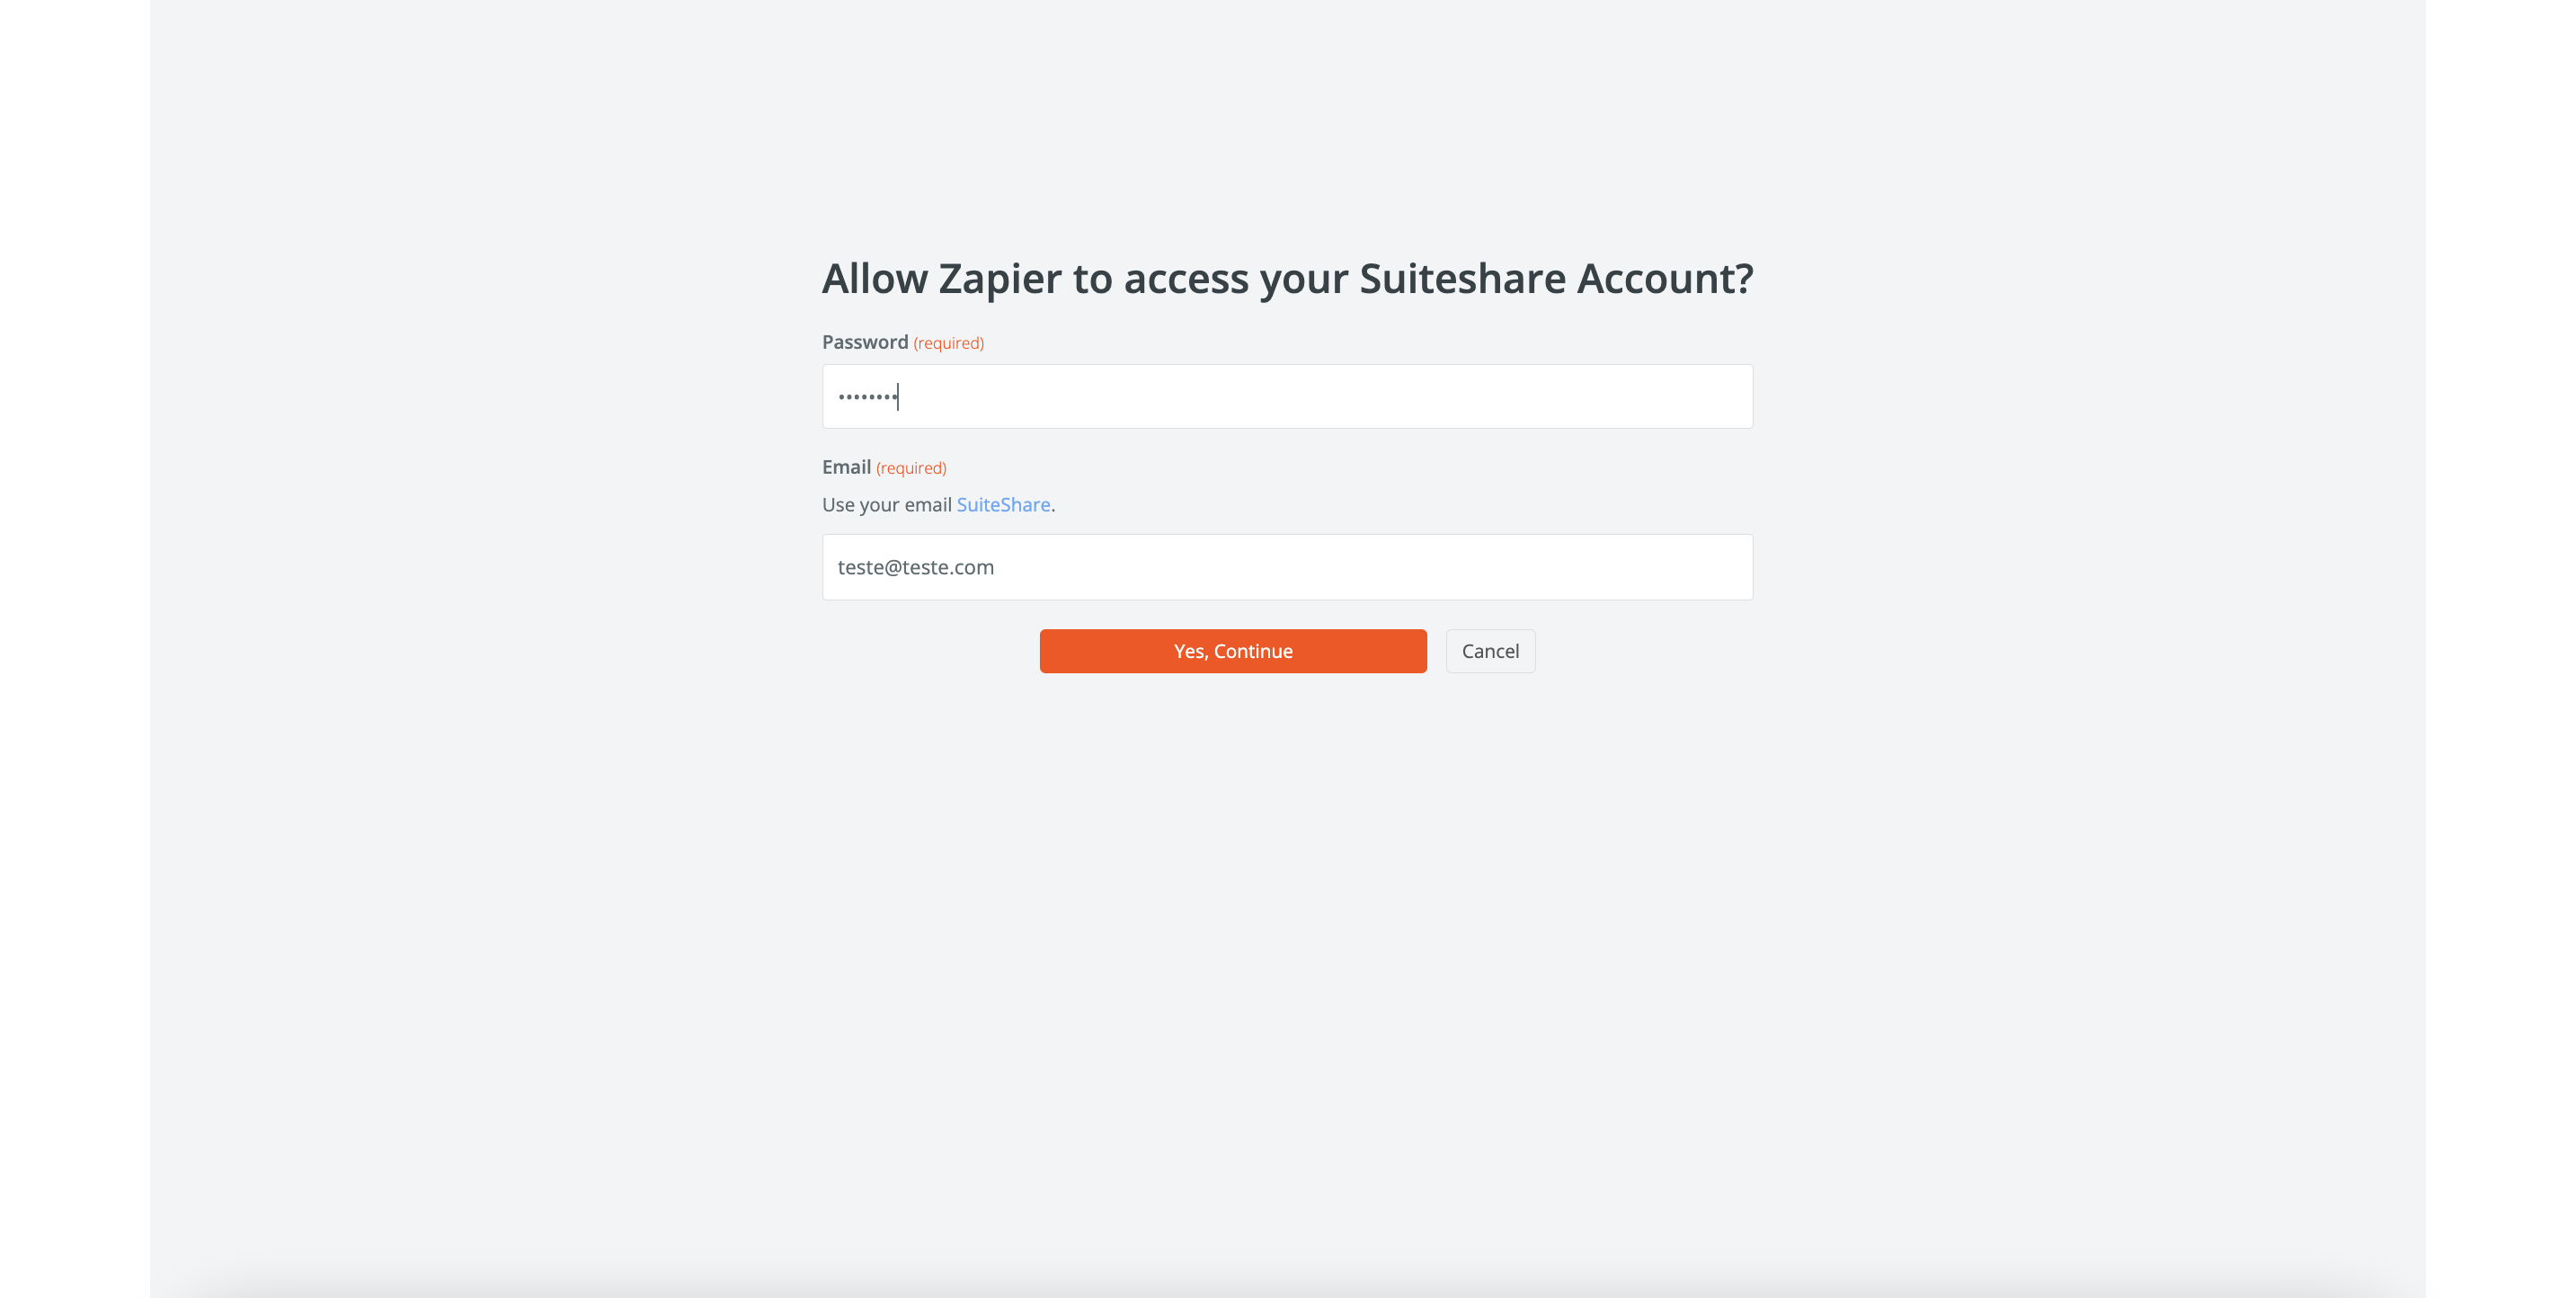 Allow Zapier to access your Suiteshare Account?
Password (required)
••••••••
Email (required)
Use your email SuiteShare.
teste@teste.com
Yes, Continue
Cancel